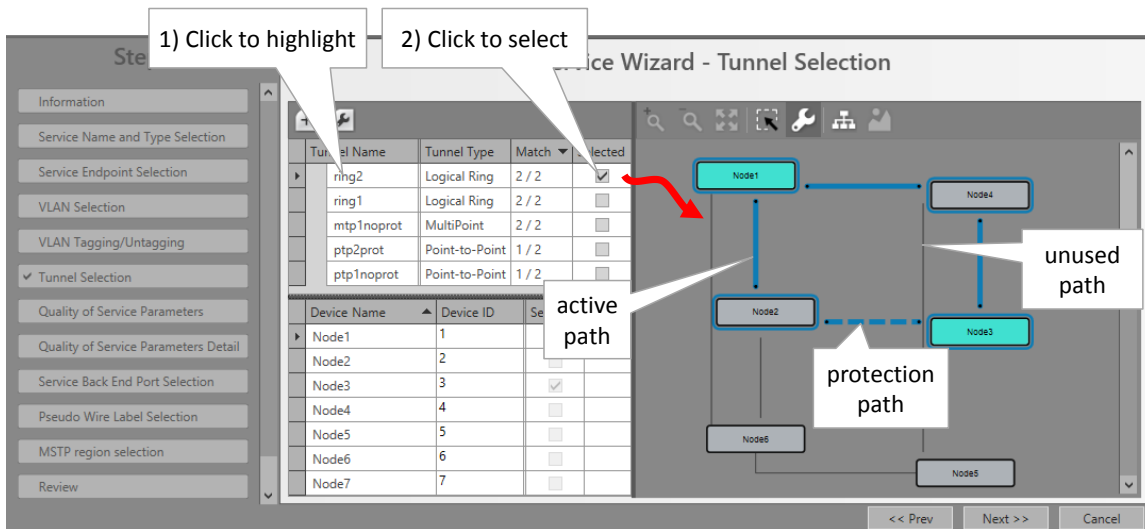 1) Click to highlight
2) Click to select
Ste
rvice Wizard - Tunnel Selection
Information
Service Name and Type Selection
Service Endpoint Selection
VLAN Selection
VLAN Tagging/Untagging
Tunnel Selection
Quality of Service Parameters
Quality of Service Parameters Detail
Service Back End Port Selection
Pseudo Wire Label Selection
MSTP region selection
Review
Tunnel Name Tunnel Type Match Selected
ring2 Logical Ring 2 / 2
ring1 Logical Ring 2 / 2
mtp1noprot MultiPoint 2 / 2
ptp2prot Point-to-Point 1 / 2
ptp1noprot Point-to-Point 1 / 2
Device Name Device ID Se
Node1 1
Node2 2
Node3 3
Node4 4
Node5 5
Node6 6
Node7 7
Node1
Node4
Node2
Node3
Node6
Node5
active
path
unused
path
protection
path
<< Prev Next >> Cancel